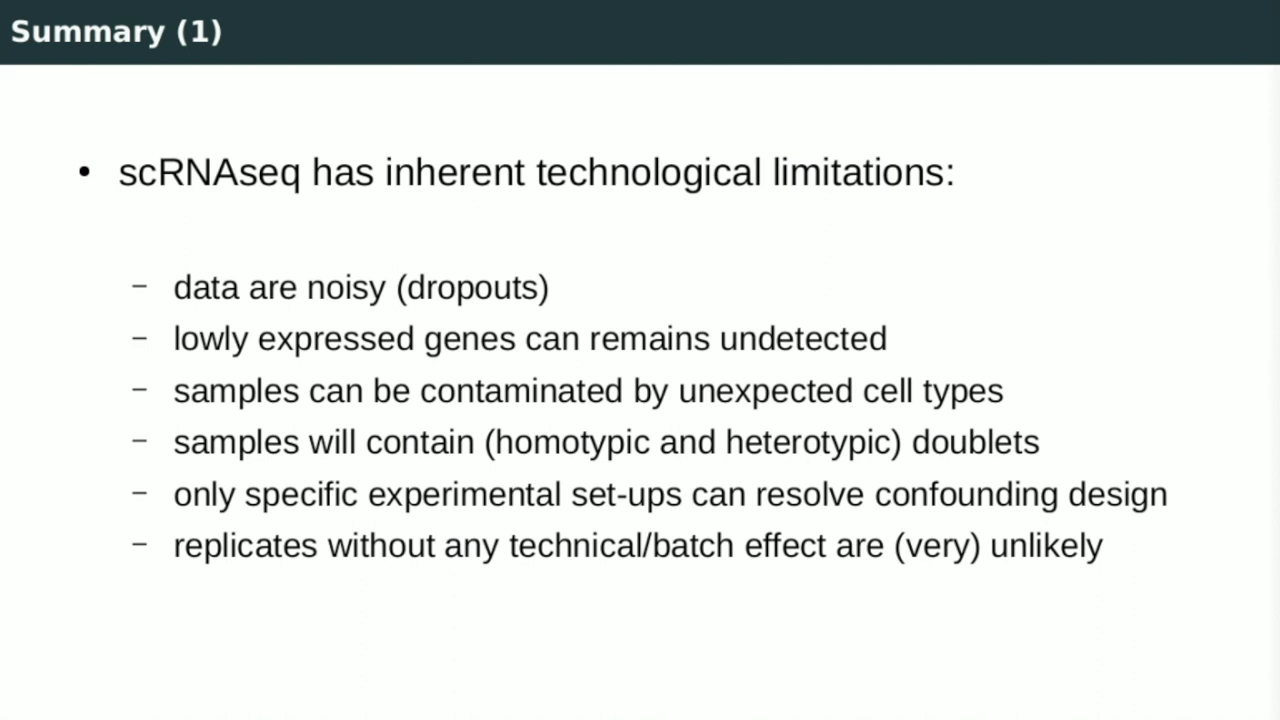 Summary (1)
• scRNAseq has inherent technological limitations:
– data are noisy (dropouts)
– lowly expressed genes can remains undetected
– samples can be contaminated by unexpected cell types
– samples will contain (homotypic and heterotypic) doublets
– only specific experimental set-ups can resolve confounding design
– replicates without any technical/batch effect are (very) unlikely